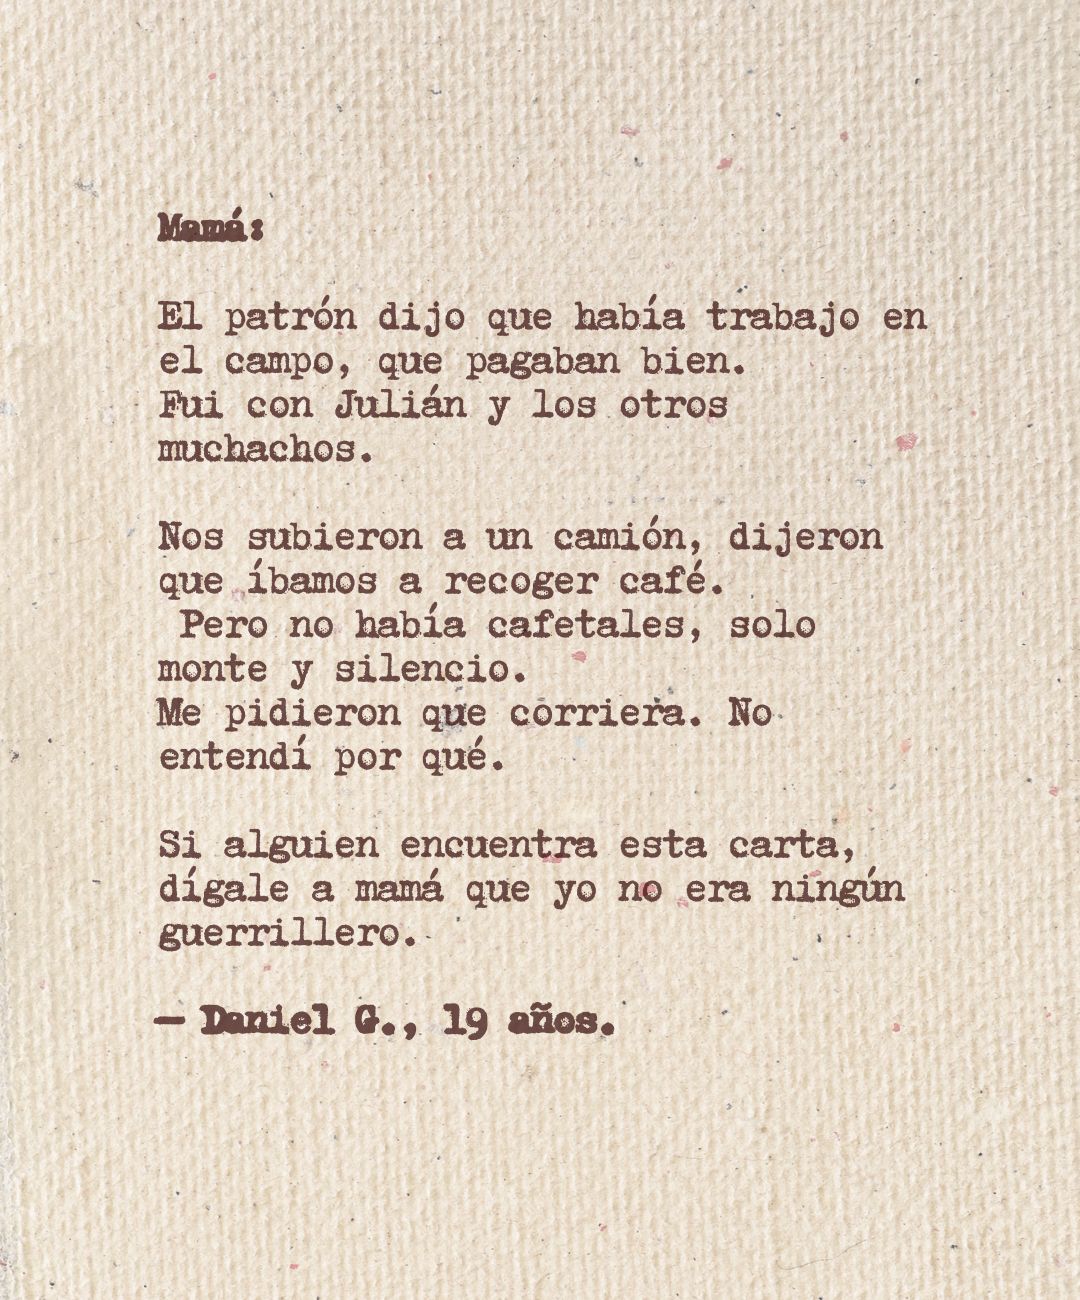 Mamá:
El patrón dijo que había trabajo en
el campo, que pagaban bien.
Fui con Julián y los otros
muchachos.
Nos subieron a un camión, dijeron
que íbamos a recoger café.
Pero no había cafetales, solo
monte y silencio.
Me pidieron que corriera. No
entendí por qué.
Si alguien encuentra esta carta,
dígale a mamá que yo no era ningún
guerrillero.
— Daniel G., 19 años.